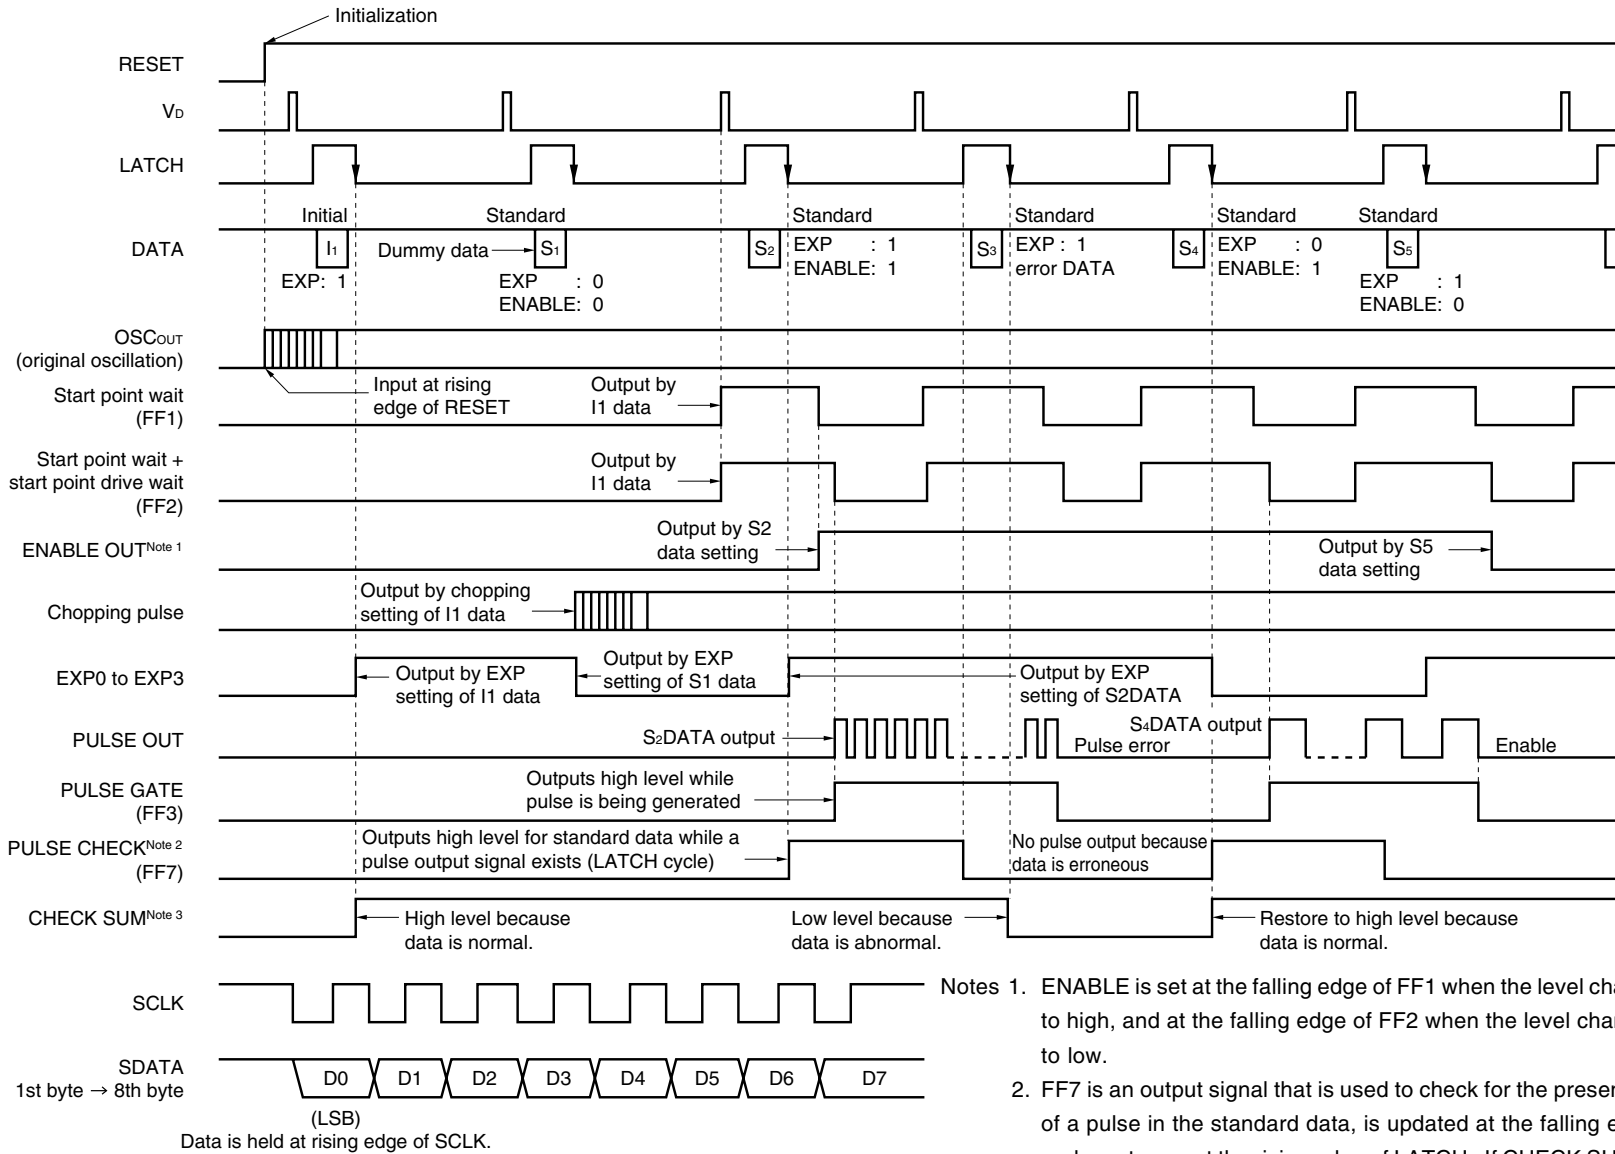 Initialization
RESET
VD
LATCH
Initial Standard Standard Standard Standard Standard
DATA
I1 Dummy data S1 S2 S3 S4 S5
EXP: 1
EXP : 0
ENABLE: 0
EXP : 1
ENABLE: 1
EXP : 1
error DATA
EXP : 0
ENABLE: 1
EXP : 1
ENABLE: 0
OSCOUT
(original oscillation)
Input at rising
edge of RESET
Start point wait
(FF1)
Output by
I1 data
Start point wait +
start point drive wait
(FF2)
Output by
I1 data
ENABLE OUT Note 1
Output by S2
data setting
Output by S5
data setting
Chopping pulse
Output by chopping
setting of I1 data
EXP0 to EXP3
Output by EXP
setting of I1 data
Output by EXP
setting of S1 data
Output by EXP
setting of S2DATA
PULSE OUT
S2DATA output
Pulse error
S4DATA output
Enable
PULSE GATE
(FF3)
Outputs high level while
pulse is being generated
PULSE CHECK Note 2
(FF7)
Outputs high level for standard data while a
pulse output signal exists (LATCH cycle)
No pulse output because
data is erroneous
CHECK SUM Note 3
High level because
data is normal.
Low level because
data is abnormal.
Restore to high level because
data is normal.
SCLK
SDATA
1st byte → 8th byte
D0 D1 D2 D3 D4 D5 D6 D7
(LSB)
Data is held at rising edge of SCLK.
Notes 1. ENABLE is set at the falling edge of FF1 when the level
to high, and at the falling edge of FF2 when the level
to low.
2. FF7 is an output signal that is used to check for the
of a pulse in the standard data, is updated at the falling